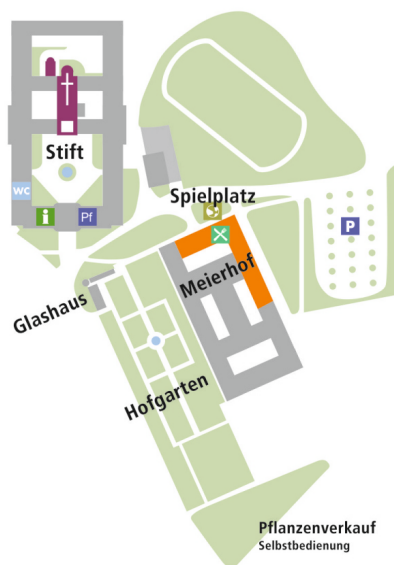 Stift
WC
i
Pf
Spielplatz
P
Glashaus
Meierhof
Hofgarten
Pflanzenverkauf
Selbstbedienung